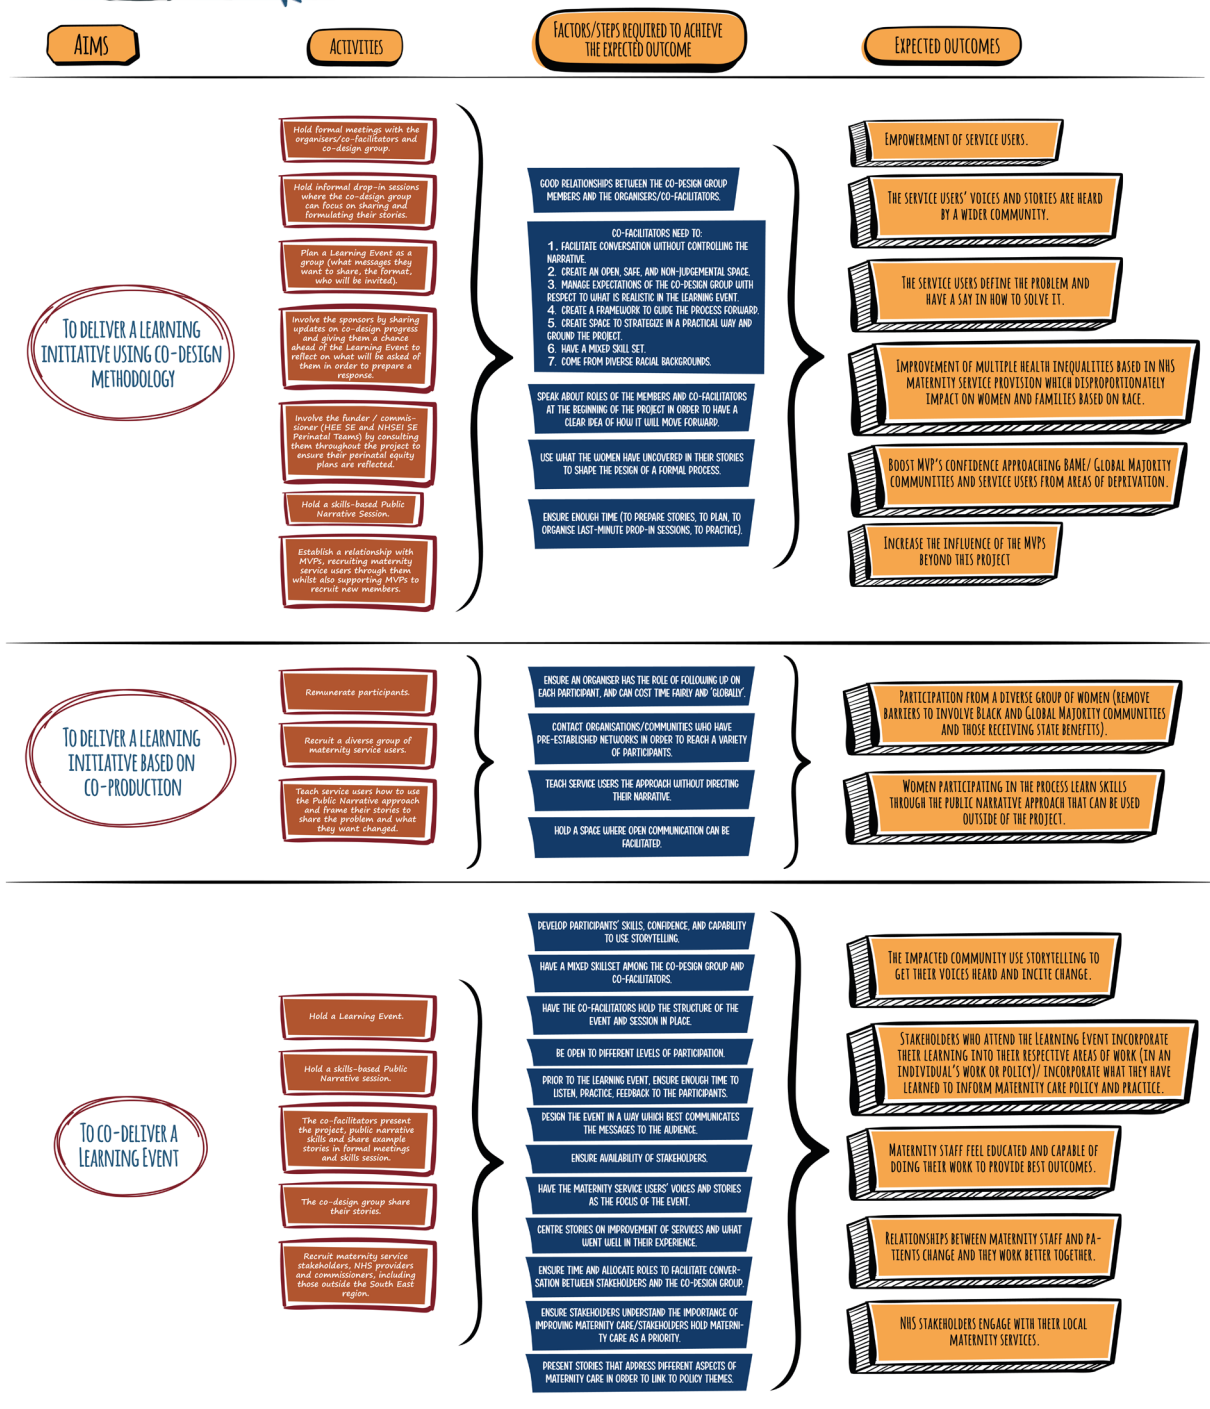 AIMS
ACTIVITIES
FACTORS/STEPS REQUIRED TO ACHIEVE
THE EXPECTED OUTCOME
EXPECTED OUTCOMES
TO DELIVER A LEARNING
INITIATIVE USING CO-DESIGN
METHODOLOGY
Hold formal meetings with the
organisers/co-facilitators and
co-design group.
Hold informal drop-in sessions
where the co-design group
can focus on sharing and
formulating their stories.
Plan a Learning Event as a
group (what messages they
want to share, the format,
who will be invited).
Involve the sponsors by sharing
updates on co-design progress
and giving them a chance
ahead of the Learning Event to
reflect on what will be asked of
them in order to prepare a
response.
Involve the funder / commis-
sioner (HEE SE and NHSEI SE
Perinatal Teams) by consulting
them throughout the project to
ensure their perinatal equity
plans are reflected.
Hold a skills-based Public
Narrative Session.
Establish a relationship with
MVPs, recruiting maternity
service users through them
whilst also supporting MVPs to
recruit new members.
GOOD RELATIONSHIPS BETWEEN THE CO-DESIGN GROUP
MEMBERS AND THE ORGANISERS/CO-FACILITATORS.
CO-FACILITATORS NEED TO:
1. FACILITATE CONVERSATION WITHOUT CONTROLLING THE
NARRATIVE.
2. CREATE AN OPEN, SAFE, AND NON-JUDGEMENTAL SPACE.
3. MANAGE EXPECTATIONS OF THE CO-DESIGN GROUP WITH
RESPECT TO WHAT IS REALISTIC IN THE LEARNING EVENT.
4. CREATE A FRAMEWORK TO GUIDE THE PROCESS FORWARD.
5. CREATE SPACE TO STRATEGIZE IN A PRACTICAL WAY AND
GROUND THE PROJECT.
6. HAVE A MIXED SKILL SET.
7. COME FROM DIVERSE RACIAL BACKGROUNDS.
SPEAK ABOUT ROLES OF THE MEMBERS AND CO-FACILITATORS
AT THE BEGINNING OF THE PROJECT IN ORDER TO HAVE A
CLEAR IDEA OF HOW IT WILL MOVE FORWARD.
USE WHAT THE WOMEN HAVE UNCOVERED IN THEIR STORIES
TO SHAPE THE DESIGN OF A FORMAL PROCESS.
ENSURE ENOUGH TIME (TO PREPARE STORIES, TO PLAN, TO
ORGANISE LAST-MINUTE DROP-IN SESSIONS, TO PRACTICE).
EMPOWERMENT OF SERVICE USERS.
THE SERVICE USERS' VOICES AND STORIES ARE HEARD
BY A WIDER COMMUNITY.
THE SERVICE USERS DEFINE THE PROBLEM AND
HAVE A SAY IN HOW TO SOLVE IT.
IMPROVEMENT OF MULTIPLE HEALTH INEQUALITIES BASED IN NHS
MATERNITY SERVICE PROVISION WHICH DISPROPORTIONATELY
IMPACT ON WOMEN AND FAMILIES BASED ON RACE.
BOOST MVP'S CONFIDENCE APPROACHING BAME/ GLOBAL MAJORITY
COMMUNITIES AND SERVICE USERS FROM AREAS OF DEPRIVATION.
INCREASE THE INFLUENCE OF THE MVPs
BEYOND THIS PROJECT
TO DELIVER A LEARNING
INITIATIVE BASED ON
CO-PRODUCTION
Remunerate participants.
Recruit a diverse group of
maternity service users.
Teach service users how to use
the Public Narrative approach
and frame their stories to
share the problem and what
they want changed.
ENSURE AN ORGANISER HAS THE ROLE OF FOLLOWING UP ON
EACH PARTICIPANT, AND CAN COST TIME FAIRLY AND 'GLOBALLY'.
CONTACT ORGANISATIONS/COMMUNITIES WHO HAVE
PRE-ESTABLISHED NETWORKS IN ORDER TO REACH A VARIETY
OF PARTICIPANTS.
TEACH SERVICE USERS THE APPROACH WITHOUT DIRECTING
THEIR NARRATIVE.
HOLD A SPACE WHERE OPEN COMMUNICATION CAN BE
FACILITATED.
PARTICIPATION FROM A DIVERSE GROUP OF WOMEN (REMOVE
BARRIERS TO INVOLVE BLACK AND GLOBAL MAJORITY COMMUNITIES
AND THOSE RECEIVING STATE BENEFITS).
WOMEN PARTICIPATING IN THE PROCESS LEARN SKILLS
THROUGH THE PUBLIC NARRATIVE APPROACH THAT CAN BE USED
OUTSIDE OF THE PROJECT.
TO CO-DELIVER A
LEARNING EVENT
Hold a Learning Event.
Hold a skills-based Public
Narrative session.
The co-facilitators present
the project, public narrative
skills and share example
stories in formal meetings
and skills session.
The co-design group share
their stories.
Recruit maternity service
stakeholders, NHS providers
and commissioners, including
those outside the South East
region.
DEVELOP PARTICIPANTS' SKILLS, CONFIDENCE, AND CAPABILITY
TO USE STORYTELLING.
HAVE A MIXED SKILLSET AMONG THE CO-DESIGN GROUP AND
CO-FACILITATORS.
HAVE THE CO-FACILITATORS HOLD THE STRUCTURE OF THE
EVENT AND SESSION IN PLACE.
BE OPEN TO DIFFERENT LEVELS OF PARTICIPATION.
PRIOR TO THE LEARNING EVENT, ENSURE ENOUGH TIME TO
LISTEN, PRACTICE, FEEDBACK TO THE PARTICIPANTS.
DESIGN THE EVENT IN A WAY WHICH BEST COMMUNICATES
THE MESSAGES TO THE AUDIENCE.
ENSURE AVAILABILITY OF STAKEHOLDERS.
HAVE THE MATERNITY SERVICE USERS' VOICES AND STORIES
AS THE FOCUS OF THE EVENT.
CENTRE STORIES ON IMPROVEMENT OF SERVICES AND WHAT
WENT WELL IN THEIR EXPERIENCE.
ENSURE TIME AND ALLOCATE ROLES TO FACILITATE CONVER-
SATION BETWEEN STAKEHOLDERS AND THE CO-DESIGN GROUP.
ENSURE STAKEHOLDERS UNDERSTAND THE IMPORTANCE OF
IMPROVING MATERNITY CARE/STAKEHOLDERS HOLD MATERNI-
TY CARE AS A PRIORITY.
PRESENT STORIES THAT ADDRESS DIFFERENT ASPECTS OF
MATERNITY CARE IN ORDER TO LINK TO POLICY THEMES.
THE IMPACTED COMMUNITY USE STORYTELLING TO
GET THEIR VOICES HEARD AND INCITE CHANGE.
STAKEHOLDERS WHO ATTEND THE LEARNING EVENT INCORPORATE
THEIR LEARNING INTO THEIR RESPECTIVE AREAS OF WORK (IN AN
INDIVIDUAL'S WORK OR POLICY)/ INCORPORATE WHAT THEY HAVE
LEARNED TO INFORM MATERNITY CARE POLICY AND PRACTICE.
MATERNITY STAFF FEEL EDUCATED AND CAPABLE OF
DOING THEIR WORK TO PROVIDE BEST OUTCOMES.
RELATIONSHIPS BETWEEN MATERNITY STAFF AND PA-
TIENTS CHANGE AND THEY WORK BETTER TOGETHER.
NHS STAKEHOLDERS ENGAGE WITH THEIR LOCAL
MATERNITY SERVICES.